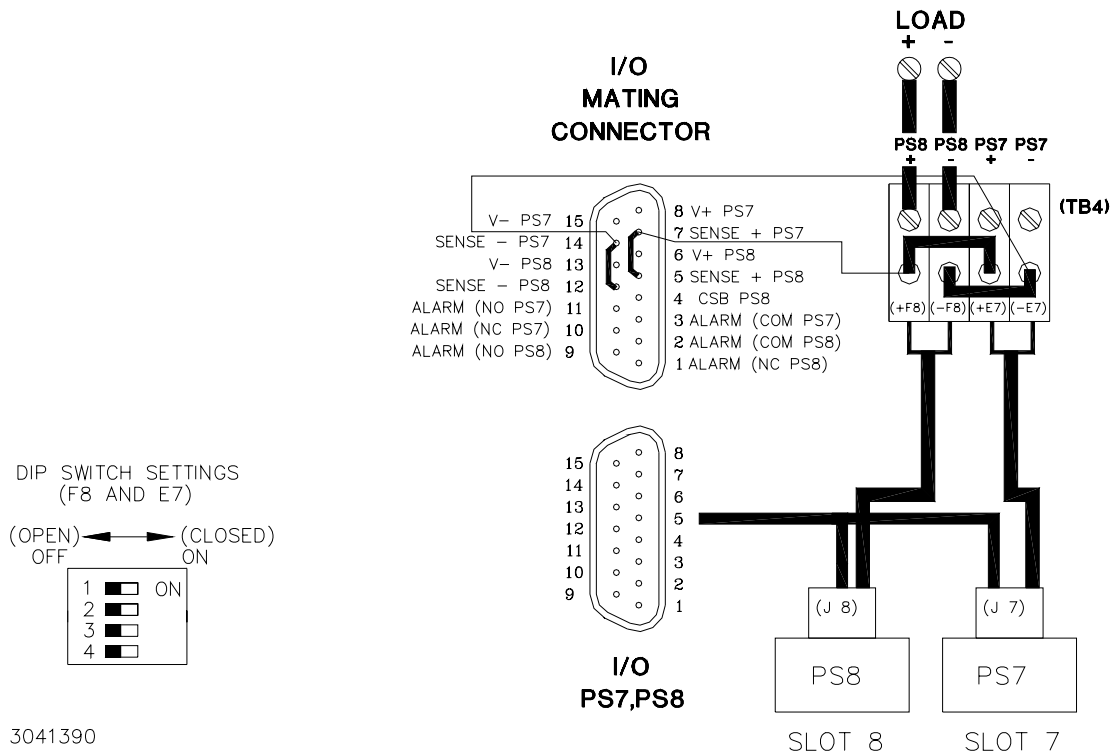 LOAD
+ -
I/O
MATING
CONNECTOR
PS8 PS8 PS7 PS7
+ - + -
(TB4)
V- PS7 15
SENSE - PS7 14
V- PS8 13
SENSE - PS8 12
ALARM (NO PS7) 11
ALARM (NC PS7) 10
ALARM (NO PS8) 9
8 V+ PS7
7 SENSE + PS7
6 V+ PS8
5 SENSE + PS8
4 CSB PS8
3 ALARM (COM PS7)
2 ALARM (COM PS8)
1 ALARM (NC PS8)
(+F8) (-F8) (+E7) (-E7)
15
14
13
12
11
10
9
8
7
6
5
4
3
2
1
DIP SWITCH SETTINGS
(F8 AND E7)
(OPEN) (CLOSED)
OFF ON
1 ON
2
3
4
(J 8) (J 7)
I/O
PS7,PS8
PS8 PS7
SLOT 8 SLOT 7
3041390